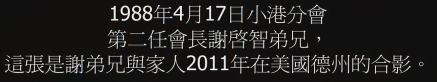 1988年4月17日小港分會
第二任會長謝啓智弟兄，
這張是謝弟兄與家人2011年在美國德州的合影。